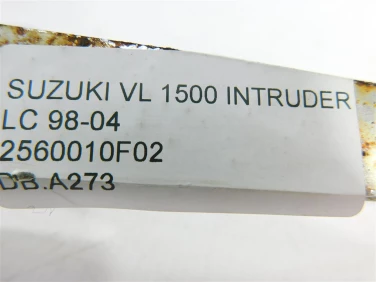 SUZUKI VL 1500 INTRUDER
LC 98-04
2560010F02
DB.A273